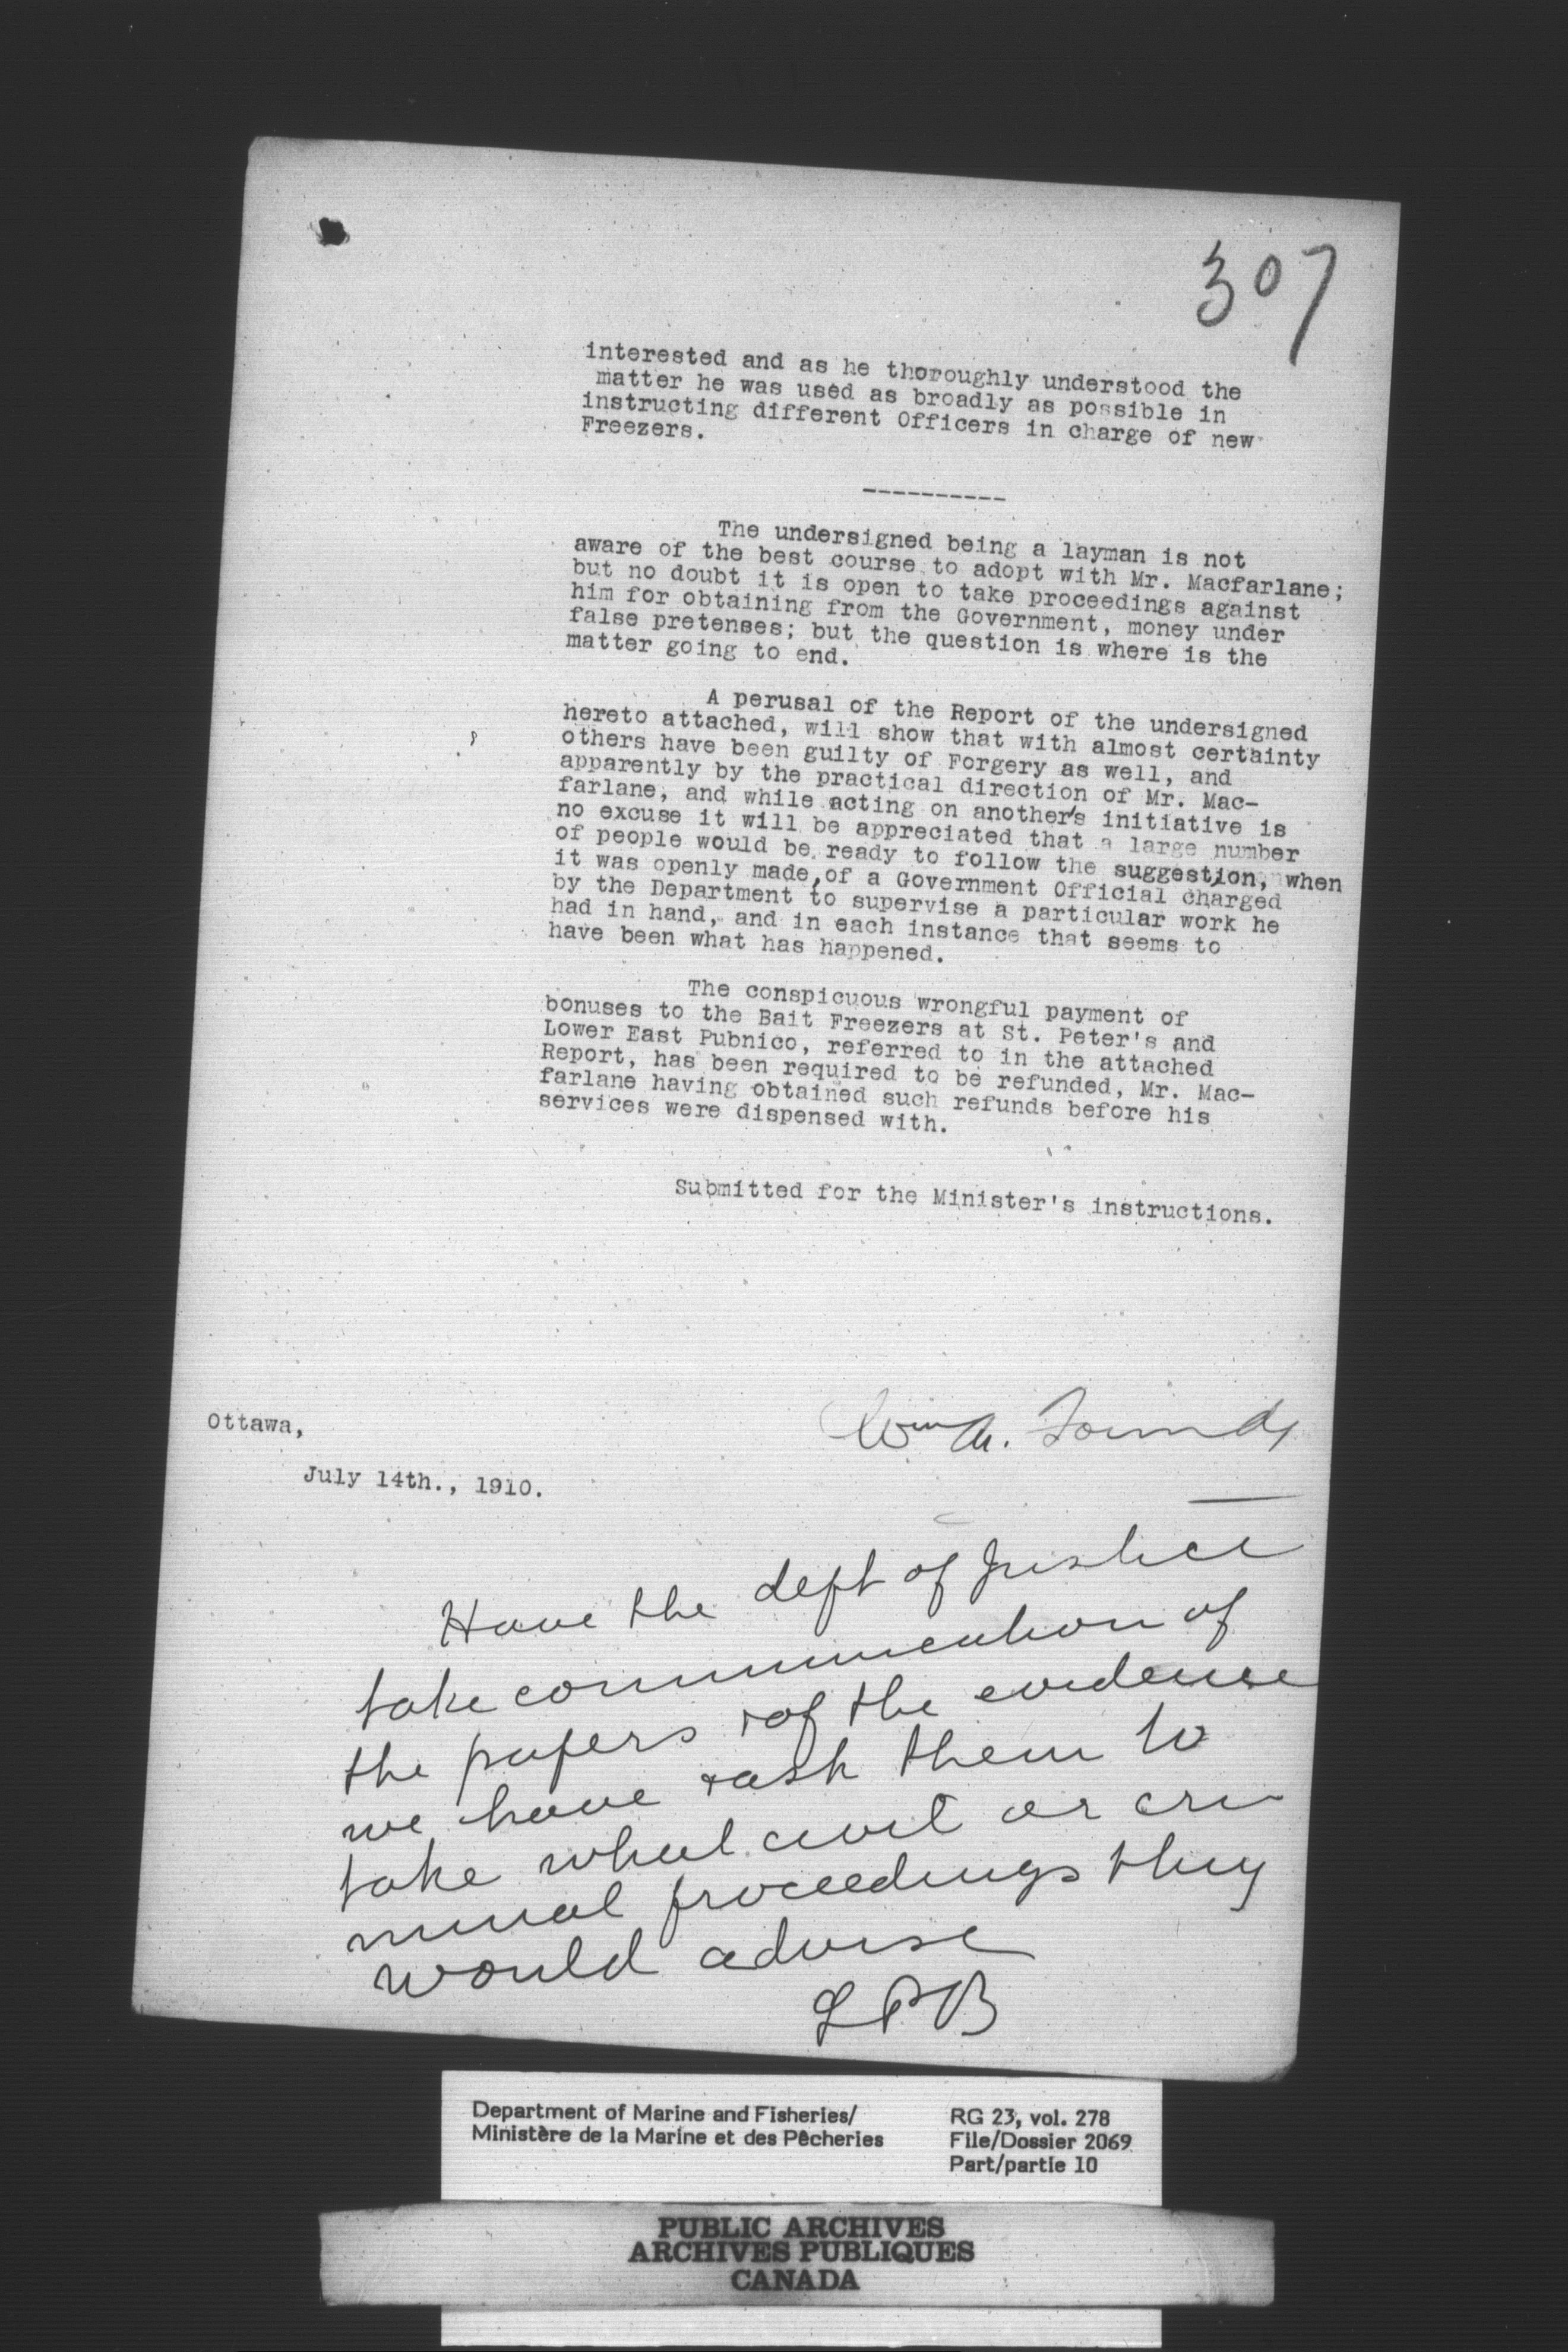 307
interested and as he thoroughly understood the
matter he was used as broadly as possible in
instructing different Officers in charge of new
Freezers.
----------
The undersigned being a layman is not
aware of the best course to adopt with Mr. Macfarlane;
but no doubt it is open to take proceedings against
him for obtaining from the Government, money under
false pretenses; but the question is where is the
matter going to end.
A perusal of the Report of the undersigned
hereto attached, will show that with almost certainty
others have been guilty of Forgery as well, and
apparently by the practical direction of Mr. Mac-
farlane, and while acting on another's initiative is
no excuse it will be appreciated that a large number
of people would be ready to follow the suggestion, when
it was openly made, of a Government Official charged
by the Department to supervise a particular work he
had in hand, and in each instance that seems to
have been what has happened.
The conspicuous wrongful payment of
bonuses to the Bait Freezers at St. Peter's and
Lower East Pubnico, referred to in the attached
Report, has been required to be refunded, Mr. Mac-
farlane having obtained such refunds before his
services were dispensed with.
Submitted for the Minister's instructions.
Wm A. Found
Ottawa,
July 14th., 1910.
Have the dept of Justice
take communication of
the papers & of the evidence
we have & ask them to
take what civil or cri
minal proceedings they
would advise
LPB
Department of Marine and Fisheries/
Ministère de la Marine et des Pêcheries
RG 23, vol. 278
File/Dossier 2069
Part/partie 10
PUBLIC ARCHIVES
ARCHIVES PUBLIQUES
CANADA